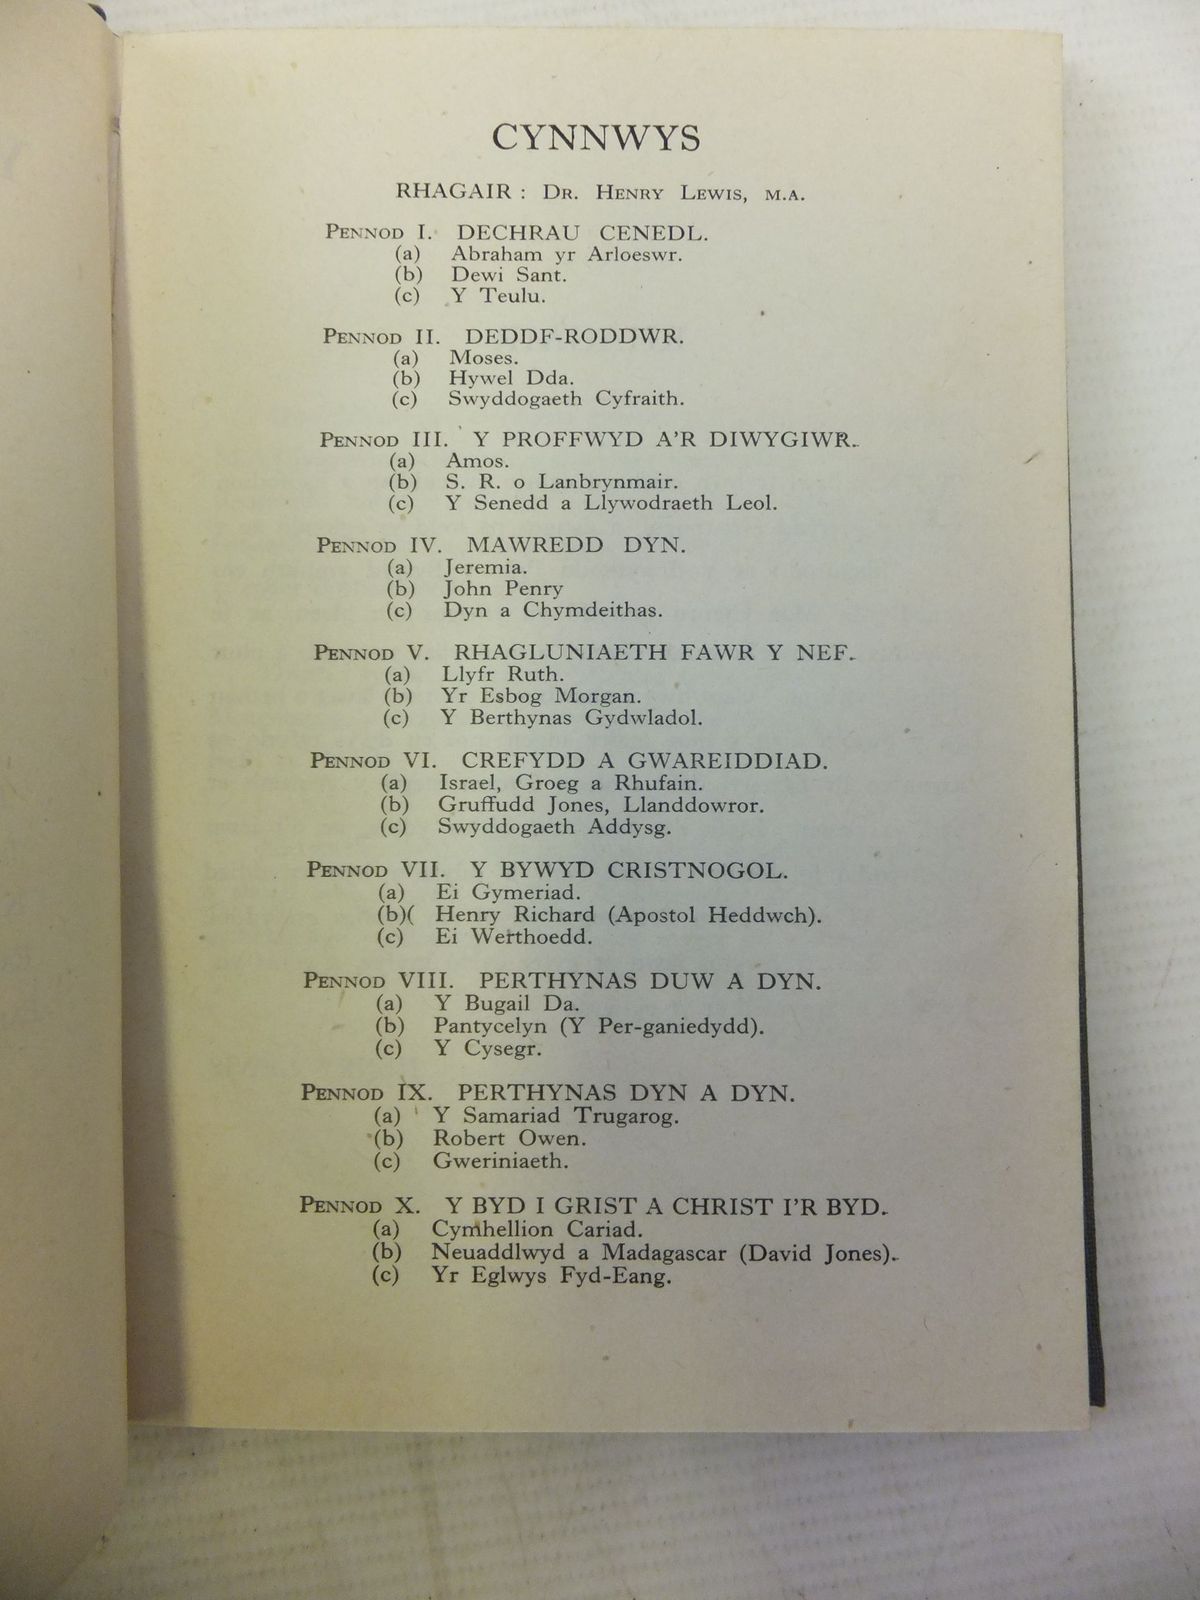 CYNNWYS
RHAGAIR : Dr. Henry Lewis, M.A.
Pennod I. DECHRAU CENEDL.
(a) Abraham yr Arloeswr.
(b) Dewi Sant.
(c) Y Teulu.
Pennod II. DEDDF-RODDWR.
(a) Moses.
(b) Hywel Dda.
(c) Swyddogaeth Cyfraith.
Pennod III. Y PROFFWYD A'R DIWYGIWR.
(a) Amos.
(b) S. R. o Lanbrynmair.
(c) Y Senedd a Llywodraeth Leol.
Pennod IV. MAWREDD DYN.
(a) Jeremia.
(b) John Penry
(c) Dyn a Chymdeithas.
Pennod V. RHAGLUNIAETH FAWR Y NEF.
(a) Llyfr Ruth.
(b) Yr Esbog Morgan.
(c) Y Berthynas Gydwladol.
Pennod VI. CREFYDD A GWAREIDDIAD.
(a) Israel, Groeg a Rhufain.
(b) Gruffudd Jones, Llanddowror.
(c) Swyddogaeth Addysg.
Pennod VII. Y BYWYD CRISTNOGOL.
(a) Ei Gymeriad.
(b)( Henry Richard (Apostol Heddwch).
(c) Ei Werthoedd.
Pennod VIII. PERTHYNAS DUW A DYN.
(a) Y Bugail Da.
(b) Pantycelyn (Y Per-ganiedydd).
(c) Y Cysegr.
Pennod IX. PERTHYNAS DYN A DYN.
(a) Y Samariad Trugarog.
(b) Robert Owen.
(c) Gweriniaeth.
Pennod X. Y BYD I GRIST A CHRIST I'R BYD.
(a) Cymhellion Cariad.
(b) Neuaddlwyd a Madagascar (David Jones).
(c) Yr Eglwys Fyd-Eang.